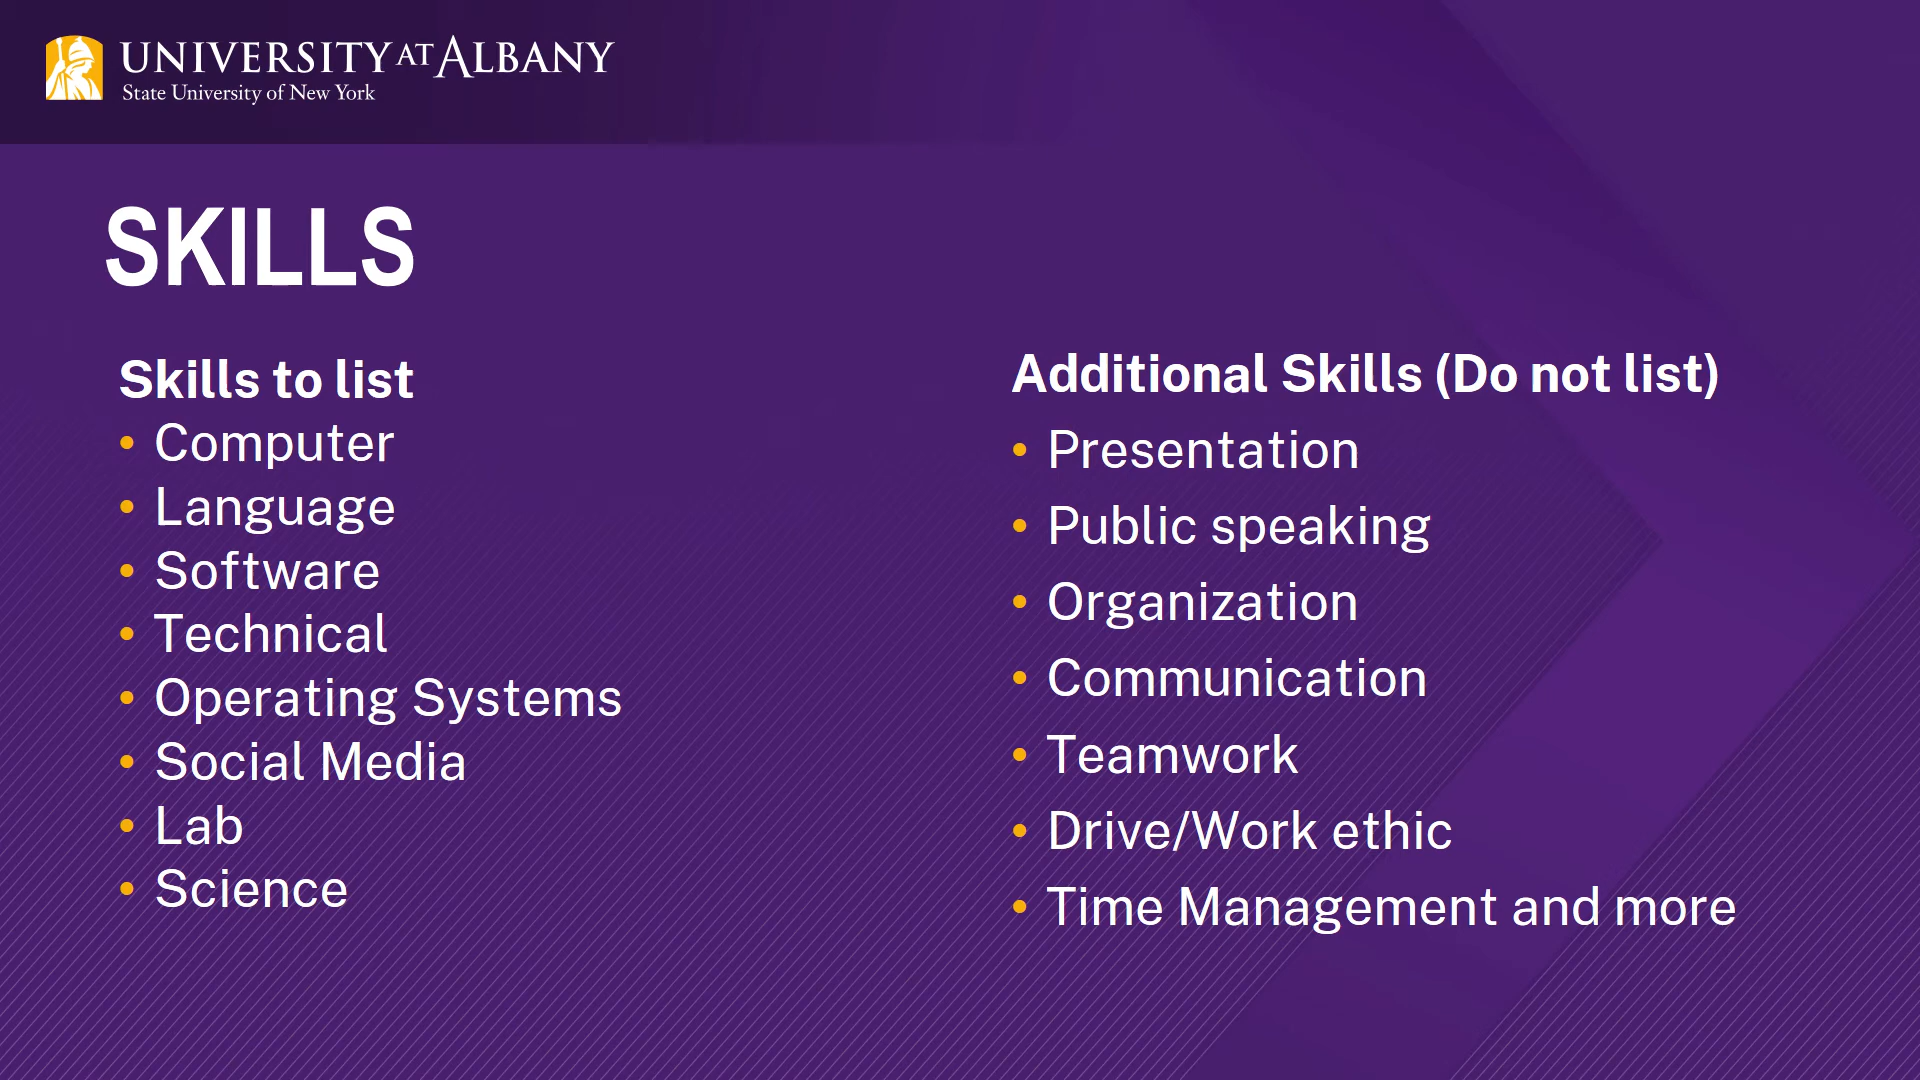 UNIVERSITY AT ALBANY
State University of New York
SKILLS
Skills to list
• Computer
• Language
• Software
• Technical
• Operating Systems
• Social Media
• Lab
• Science
Additional Skills (Do not list)
• Presentation
• Public speaking
• Organization
• Communication
• Teamwork
• Drive/Work ethic
• Time Management and more